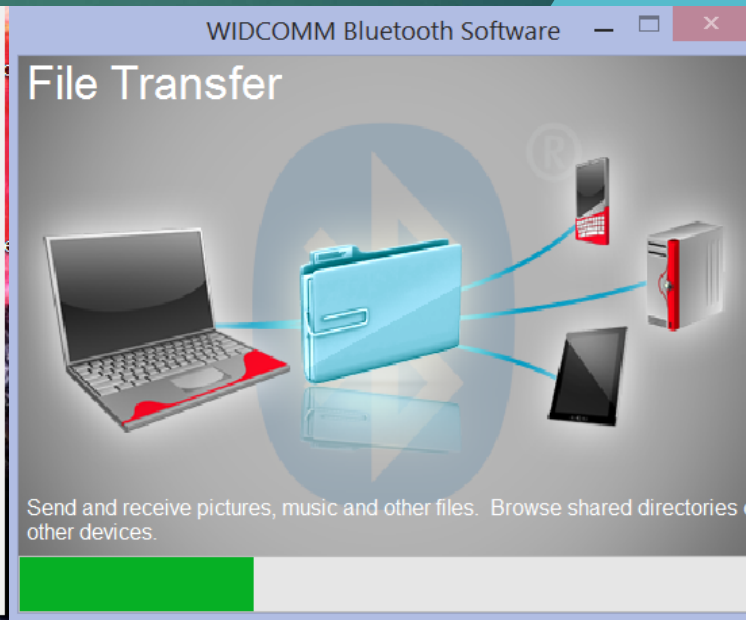 WIDCOMM Bluetooth Software
File Transfer
®
Send and receive pictures, music and other files.  Browse shared directories
other devices.